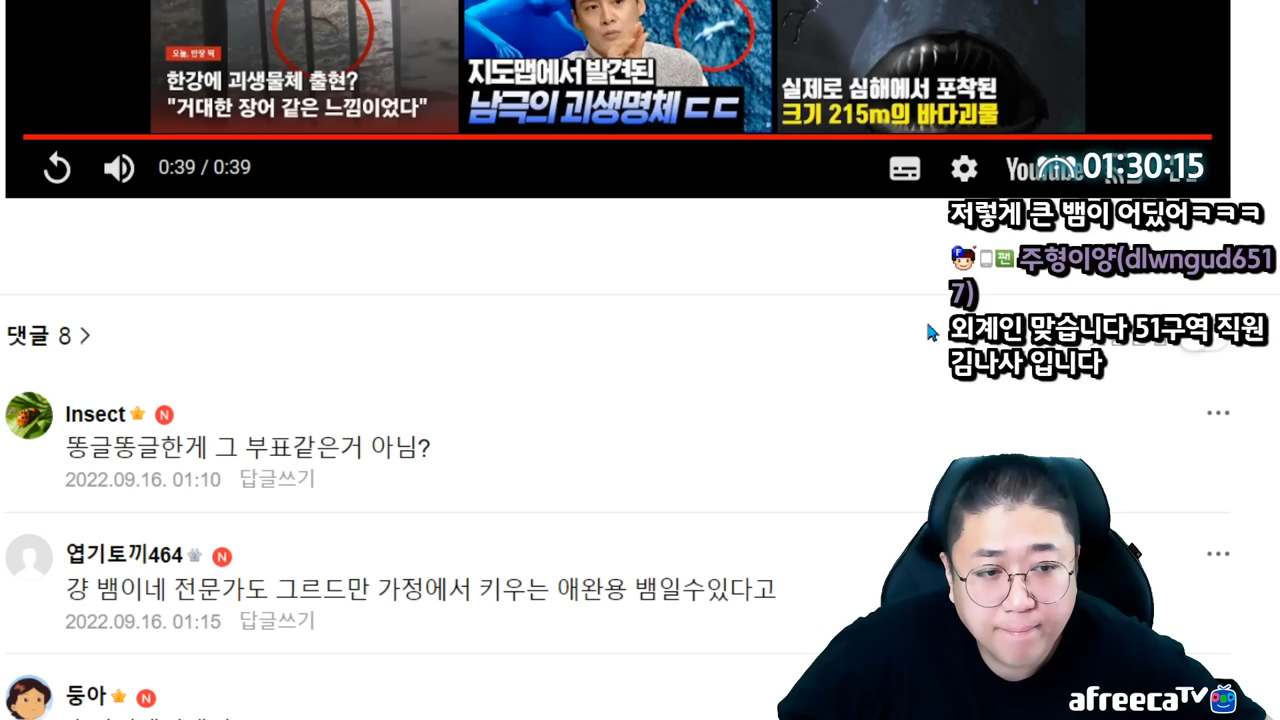 오늘, 반장 픽
한강에 괴생물체 출현?
"거대한 장어 같은 느낌이었다"
지도맵에서 발견된
남극의 괴생명체 ㄷㄷ
실제로 심해에서 포착된
크기 215m의 바다괴물
0:39 / 0:39
YouTube
01:30:15
저렇게 큰 뱀이 어딨어ㅋㅋㅋ
팬 주형이양(dlwngud651
7)
외계인 맞습니다 51구역 직원
김나사 입니다
댓글 8
Insect N
똥글똥글한게 그 부표같은거 아님?
2022.09.16. 01:10 답글쓰기
엽기토끼464 N
걍 뱀이네 전문가도 그르드만 가정에서 키우는 애완용 뱀일수있다고
2022.09.16. 01:15 답글쓰기
둥아 N
afreecaTV